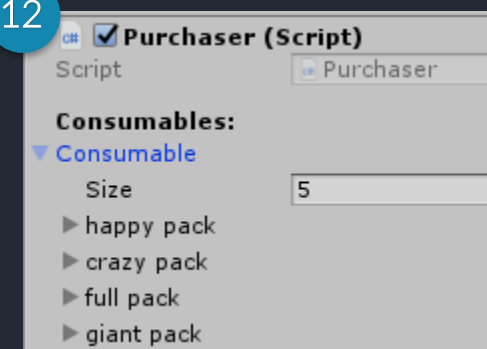 12
c# Purchaser (Script)
Script Purchaser
Consumables:
Consumable
Size 5
happy pack
crazy pack
full pack
giant pack